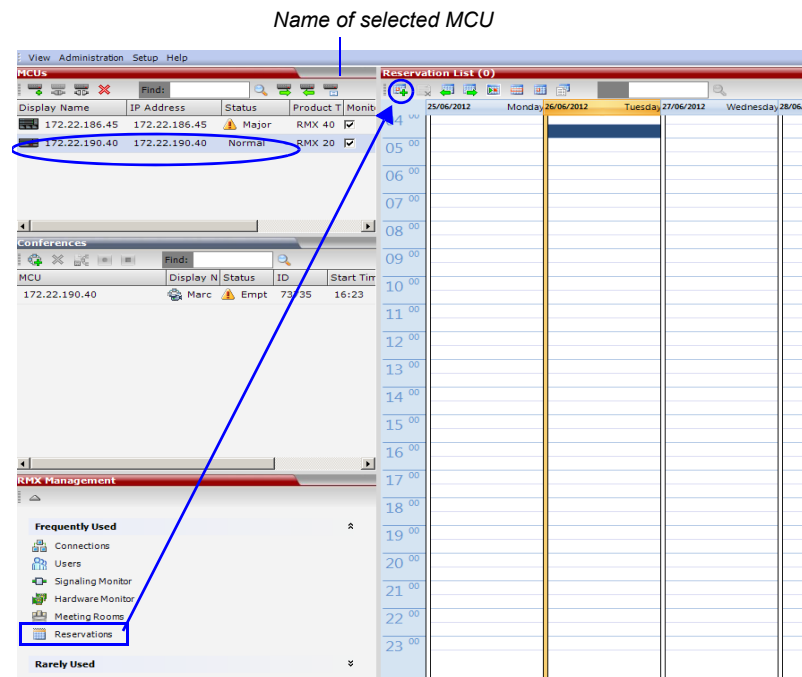 Name of selected MCU
View Administration Setup Help
MCUs
Find:
Display Name IP Address Status Product T Monito
172.22.186.45 172.22.186.45 Major RMX 40
172.22.190.40 172.22.190.40 Normal RMX 20
Conferences
Find:
MCU Display N Status ID Start Tim
172.22.190.40 Marc Empt 73735 16:23
RMX Management
Frequently Used
Connections
Users
Signaling Monitor
Hardware Monitor
Meeting Rooms
Reservations
Rarely Used
Reservation List (0)
25/06/2012 Monday 26/06/2012 Tuesday 27/06/2012 Wednesday 28/06
04 00
05 00
06 00
07 00
08 00
09 00
10 00
11 00
12 00
13 00
14 00
15 00
16 00
17 00
18 00
19 00
20 00
21 00
22 00
23 00